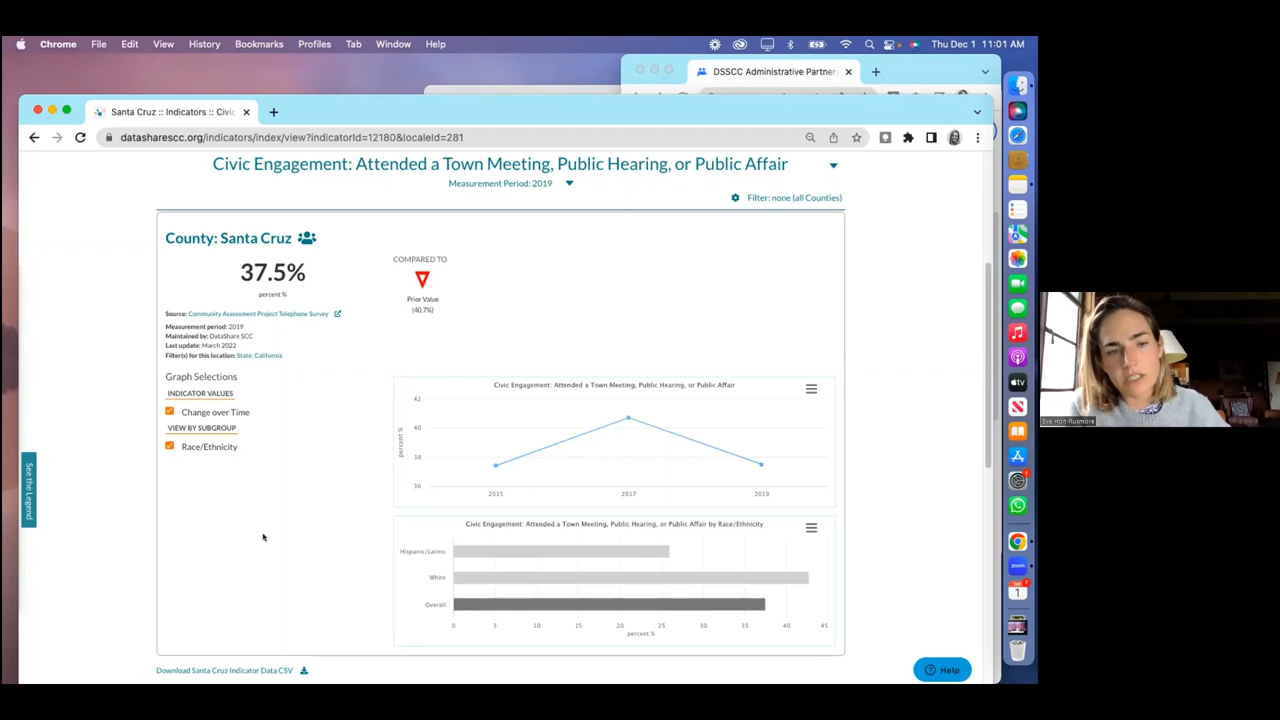 Chrome File Edit View History Bookmarks Profiles Tab Window Help Thu Dec 1 11:01 AM
DSSCC Administrative Partner
Santa Cruz :: Indicators :: Civic
datasharescc.org/indicators/index/view?indicatorId=12180&localeId=281
Civic Engagement: Attended a Town Meeting, Public Hearing, or Public Affair
Measurement Period: 2019
Filter: none (all Counties)
County: Santa Cruz
37.5%
percent %
COMPARED TO
Prior Value
(40.7%)
Source: Community Assessment Project Telephone Survey
Measurement period: 2019
Maintained by: DataShare SCC
Last update: March 2022
Filter(s) for this location: State: California
Graph Selections
INDICATOR VALUES
Change over Time
VIEW BY SUBGROUP
Race/Ethnicity
Civic Engagement: Attended a Town Meeting, Public Hearing, or Public Affair
percent %
42
40
38
36
2015 2017 2019
Civic Engagement: Attended a Town Meeting, Public Hearing, or Public Affair by Race/Ethnicity
Hispanic/Latino
White
Overall
0 5 10 15 20 25 30 35 40 45
percent %
See the Legend
Download Santa Cruz Indicator Data CSV
Help
Eve Holt-Rusmore
tv
zoom
1